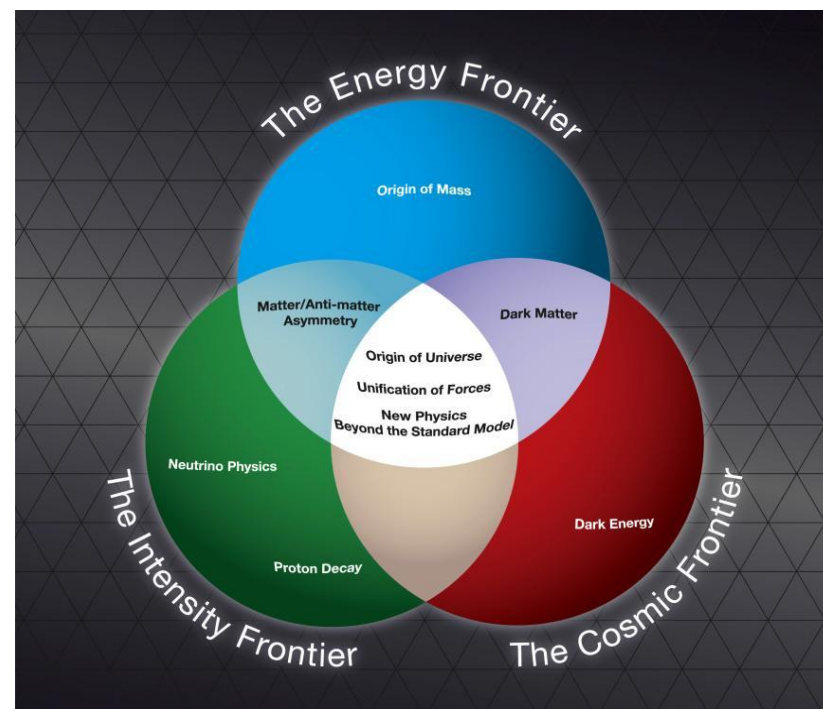 The Energy Frontier
Origin of Mass
Matter/Anti-matter
Asymmetry
Dark Matter
Origin of Universe
Unification of Forces
New Physics
Beyond the Standard Model
Neutrino Physics
Dark Energy
Proton Decay
The Intensity Frontier
The Cosmic Frontier